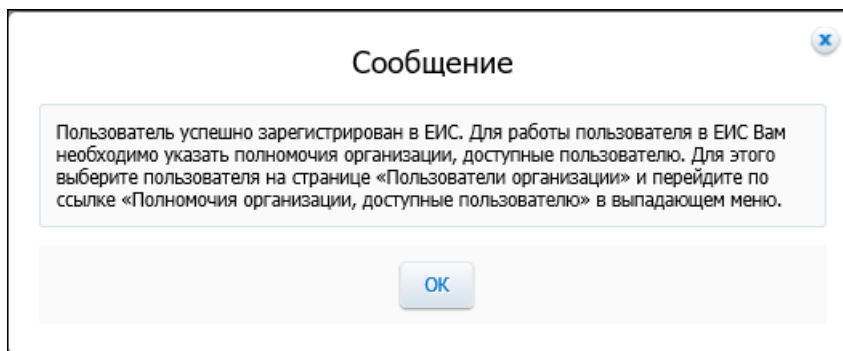 Сообщение
Пользователь успешно зарегистрирован в ЕИС. Для работы пользователя в ЕИС Вам
необходимо указать полномочия организации, доступные пользователю. Для этого
выберите пользователя на странице «Пользователи организации» и перейдите по
ссылке «Полномочия организации, доступные пользователю» в выпадающем меню.
ОК